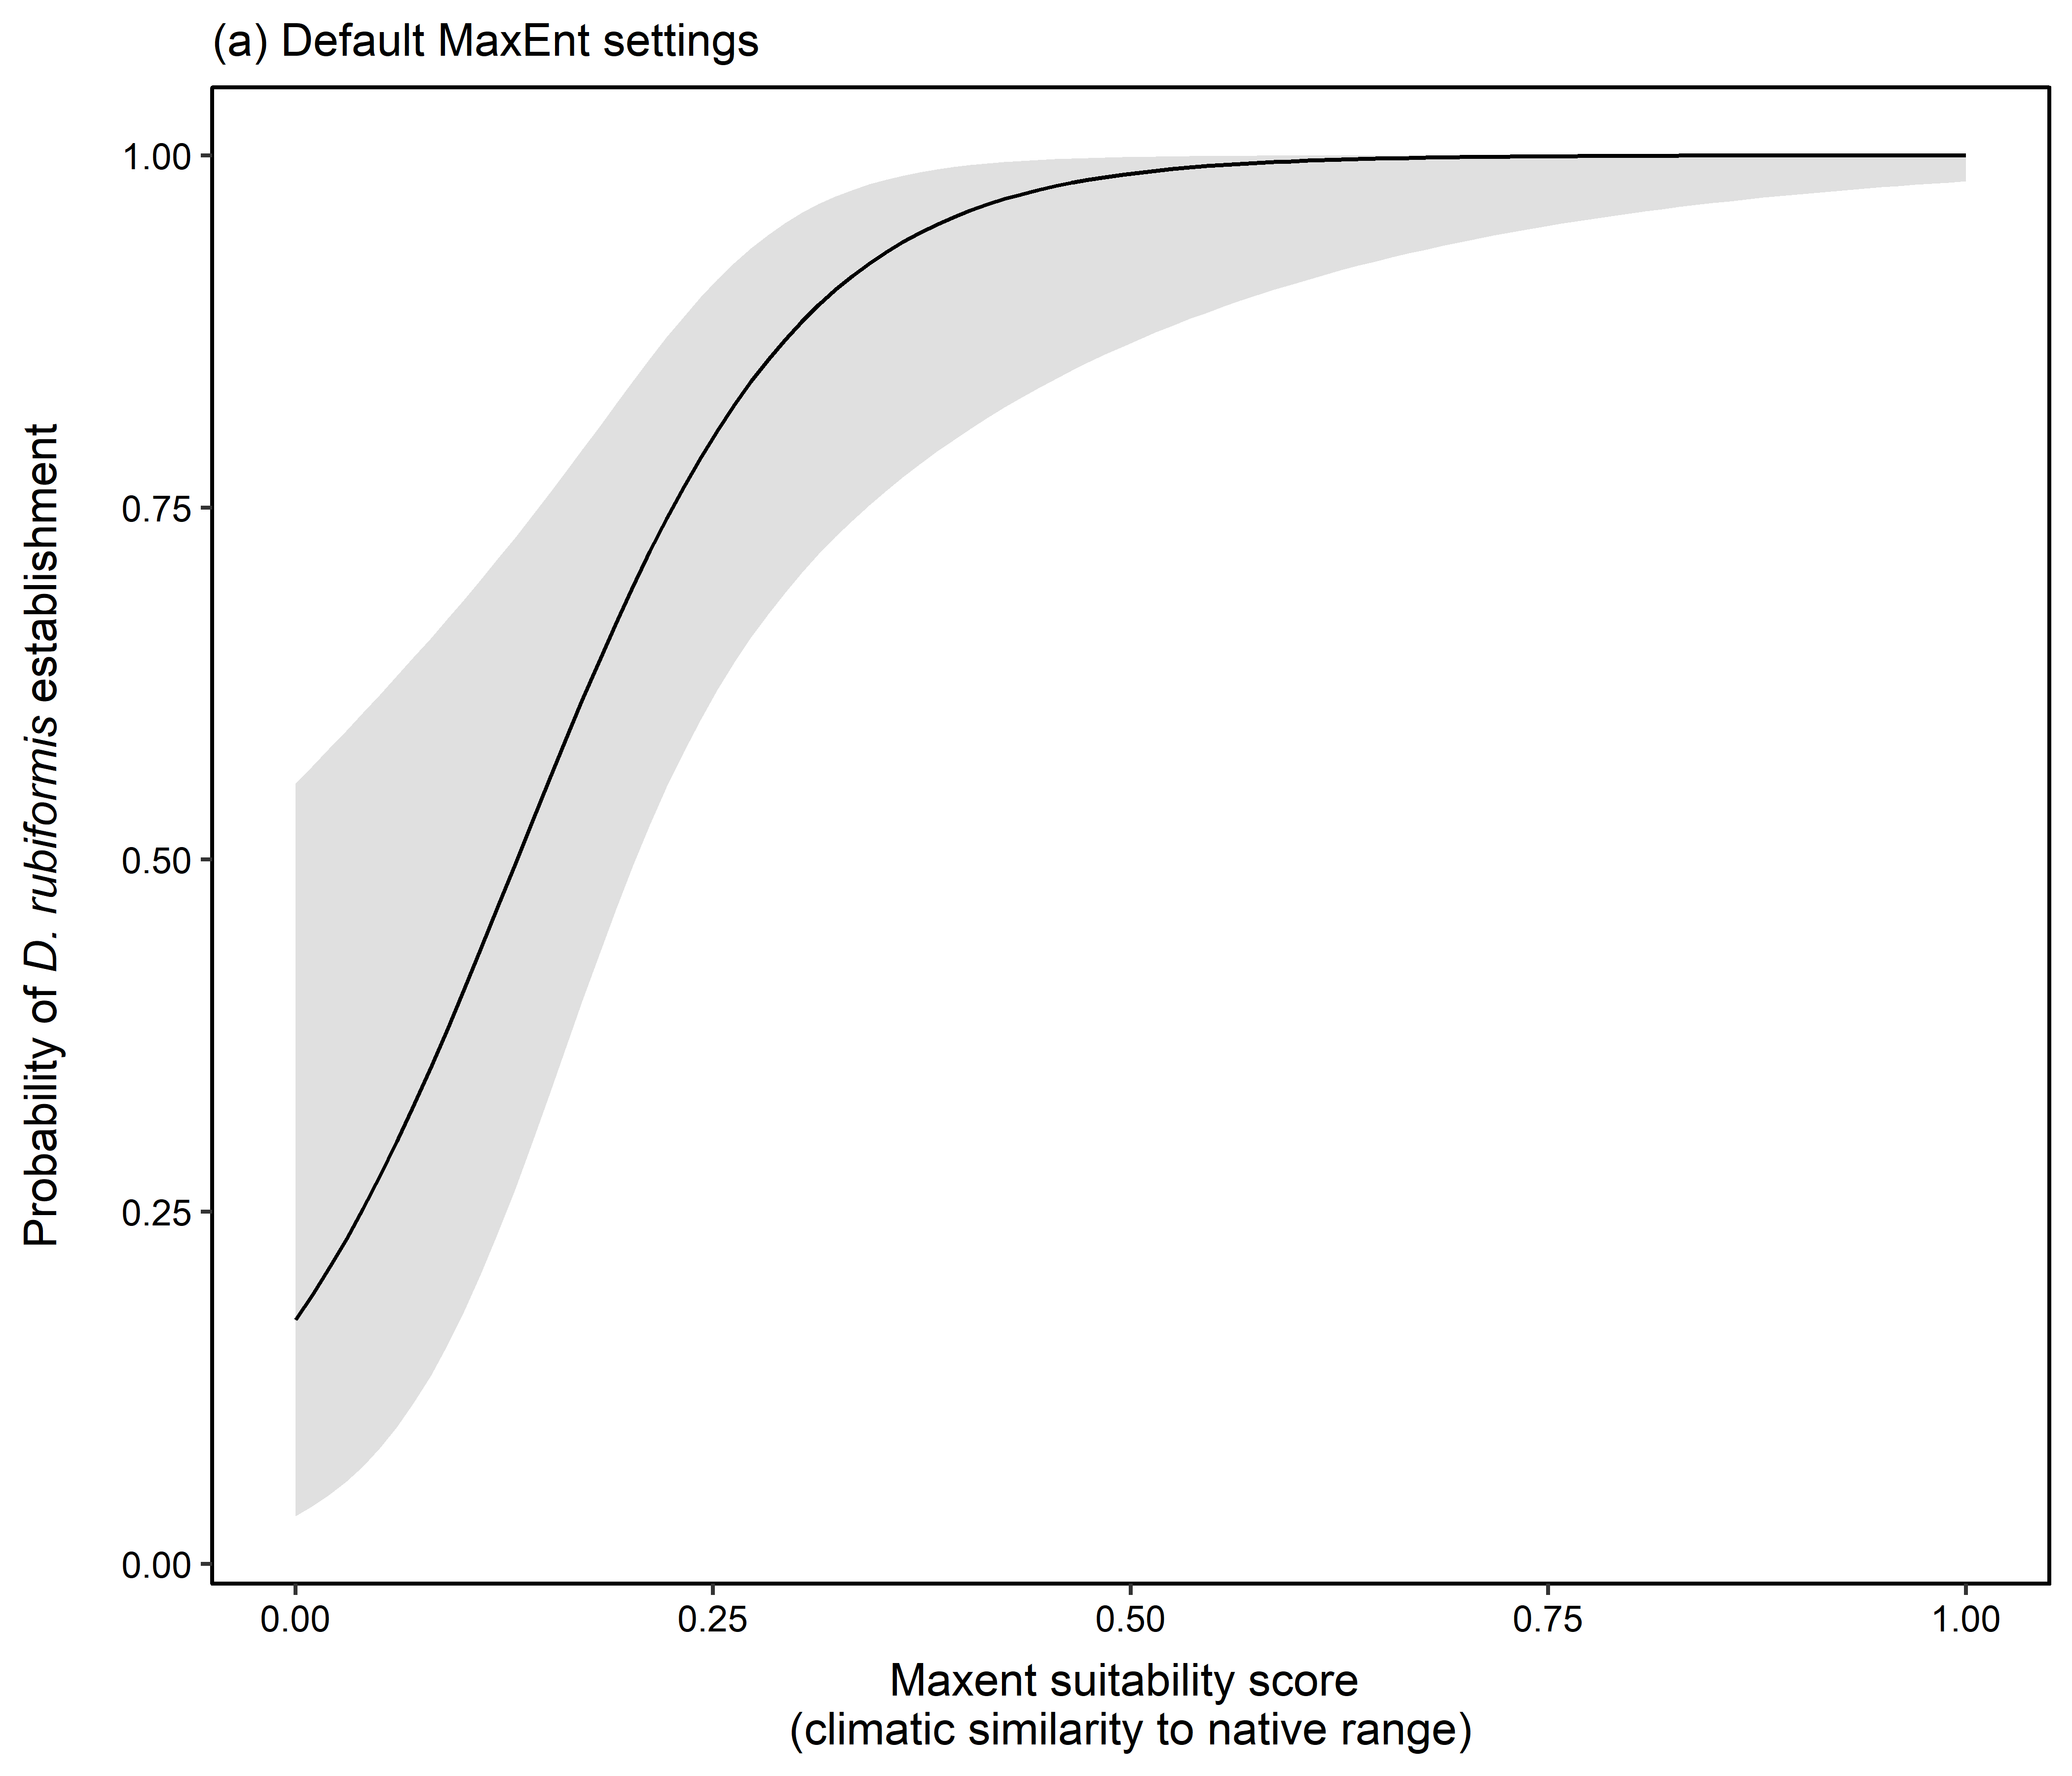 (a) Default MaxEnt settings
Probability of D. rubiformis establishment
1.00
0.75
0.50
0.25
0.00
0.00 0.25 0.50 0.75 1.00
Maxent suitability score
(climatic similarity to native range)